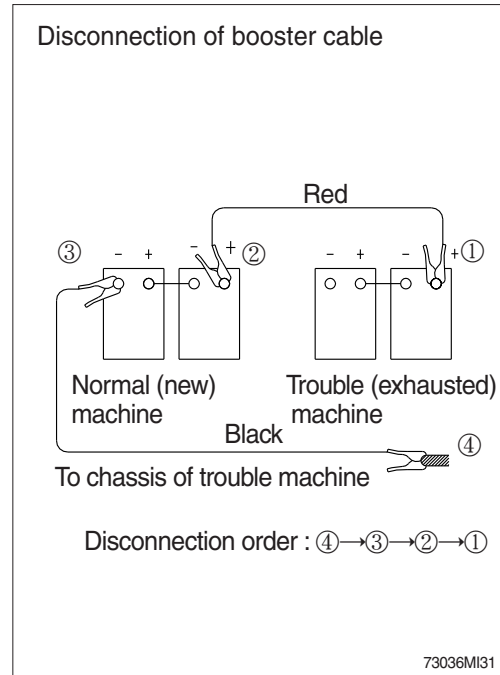 Disconnection of booster cable
Red
③ - + - + ② - + - + ①
Normal (new)
machine
Trouble (exhausted)
machine
Black
④
To chassis of trouble machine
Disconnection order : ④→③→②→①
73036MI31